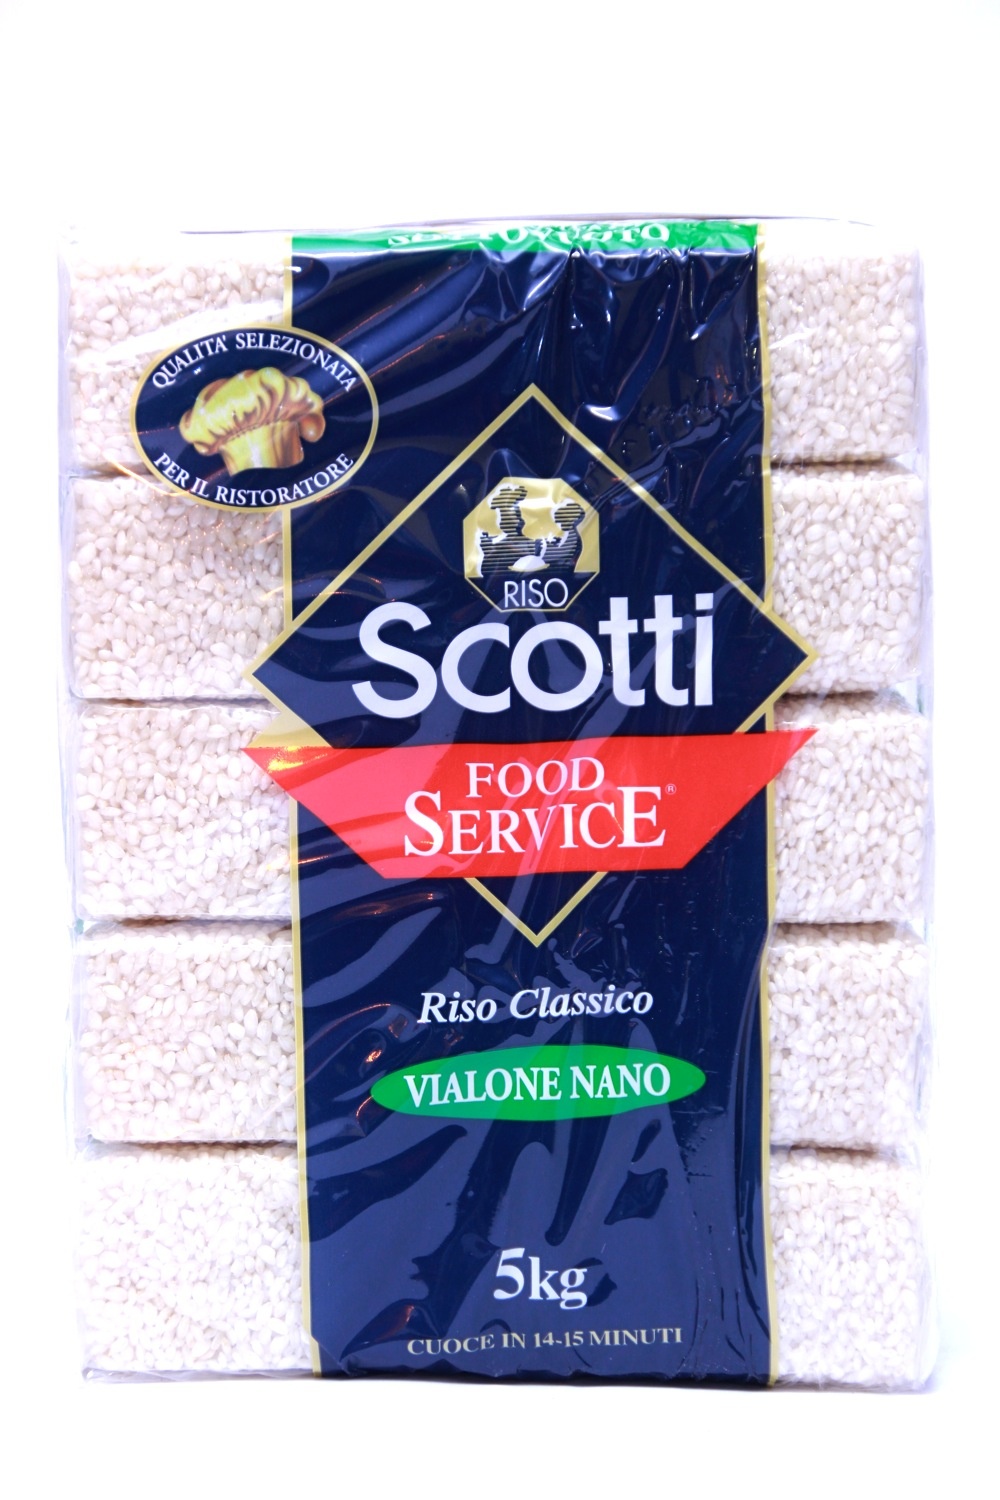 SOTTOVUOTO
QUALITA' SELEZIONATA
PER IL RISTORATORE
RISO
Scotti
FOOD
SERVICE®
Riso Classico
VIALONE NANO
5kg
CUOCE IN 14-15 MINUTI